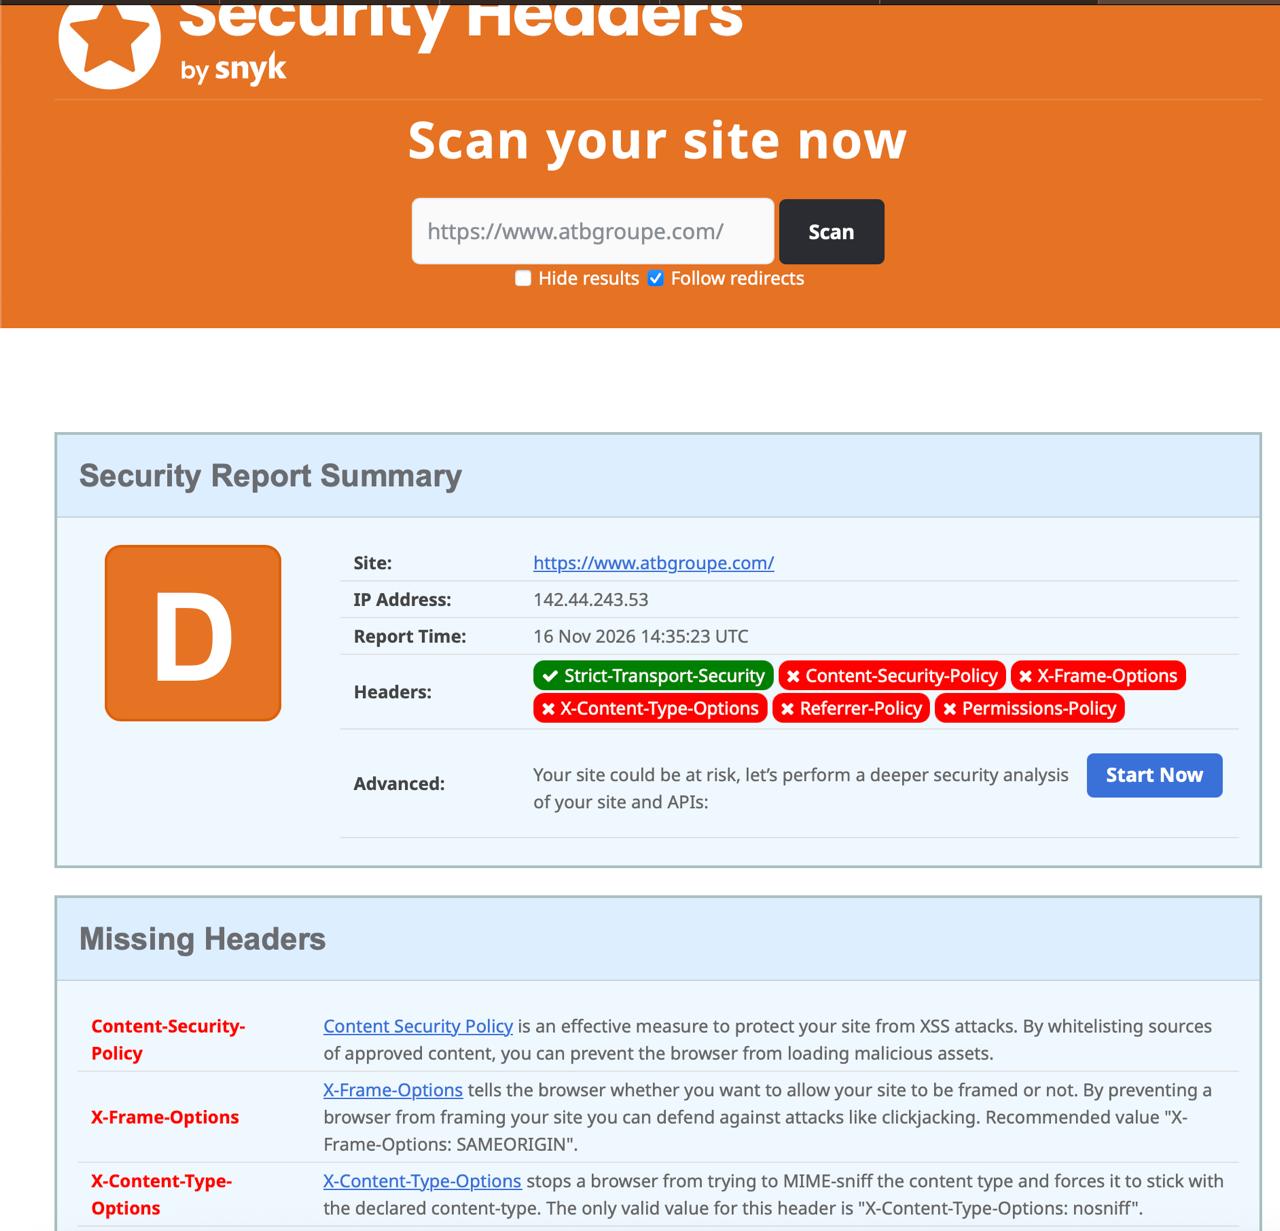 Security Headers
by snyk
Scan your site now
https://www.atbgroupe.com/
Scan
Hide results Follow redirects
Security Report Summary
D
Site: https://www.atbgroupe.com/
IP Address: 142.44.243.53
Report Time: 16 Nov 2026 14:35:23 UTC
Headers:
Strict-Transport-Security Content-Security-Policy X-Frame-Options
X-Content-Type-Options Referrer-Policy Permissions-Policy
Advanced:
Your site could be at risk, let’s perform a deeper security analysis
of your site and APIs:
Start Now
Missing Headers
Content-Security-
Policy
Content Security Policy is an effective measure to protect your site from XSS attacks. By whitelisting sources
of approved content, you can prevent the browser from loading malicious assets.
X-Frame-Options
X-Frame-Options tells the browser whether you want to allow your site to be framed or not. By preventing a
browser from framing your site you can defend against attacks like clickjacking. Recommended value "X-
Frame-Options: SAMEORIGIN".
X-Content-Type-
Options
X-Content-Type-Options stops a browser from trying to MIME-sniff the content type and forces it to stick with
the declared content-type. The only valid value for this header is "X-Content-Type-Options: nosniff".